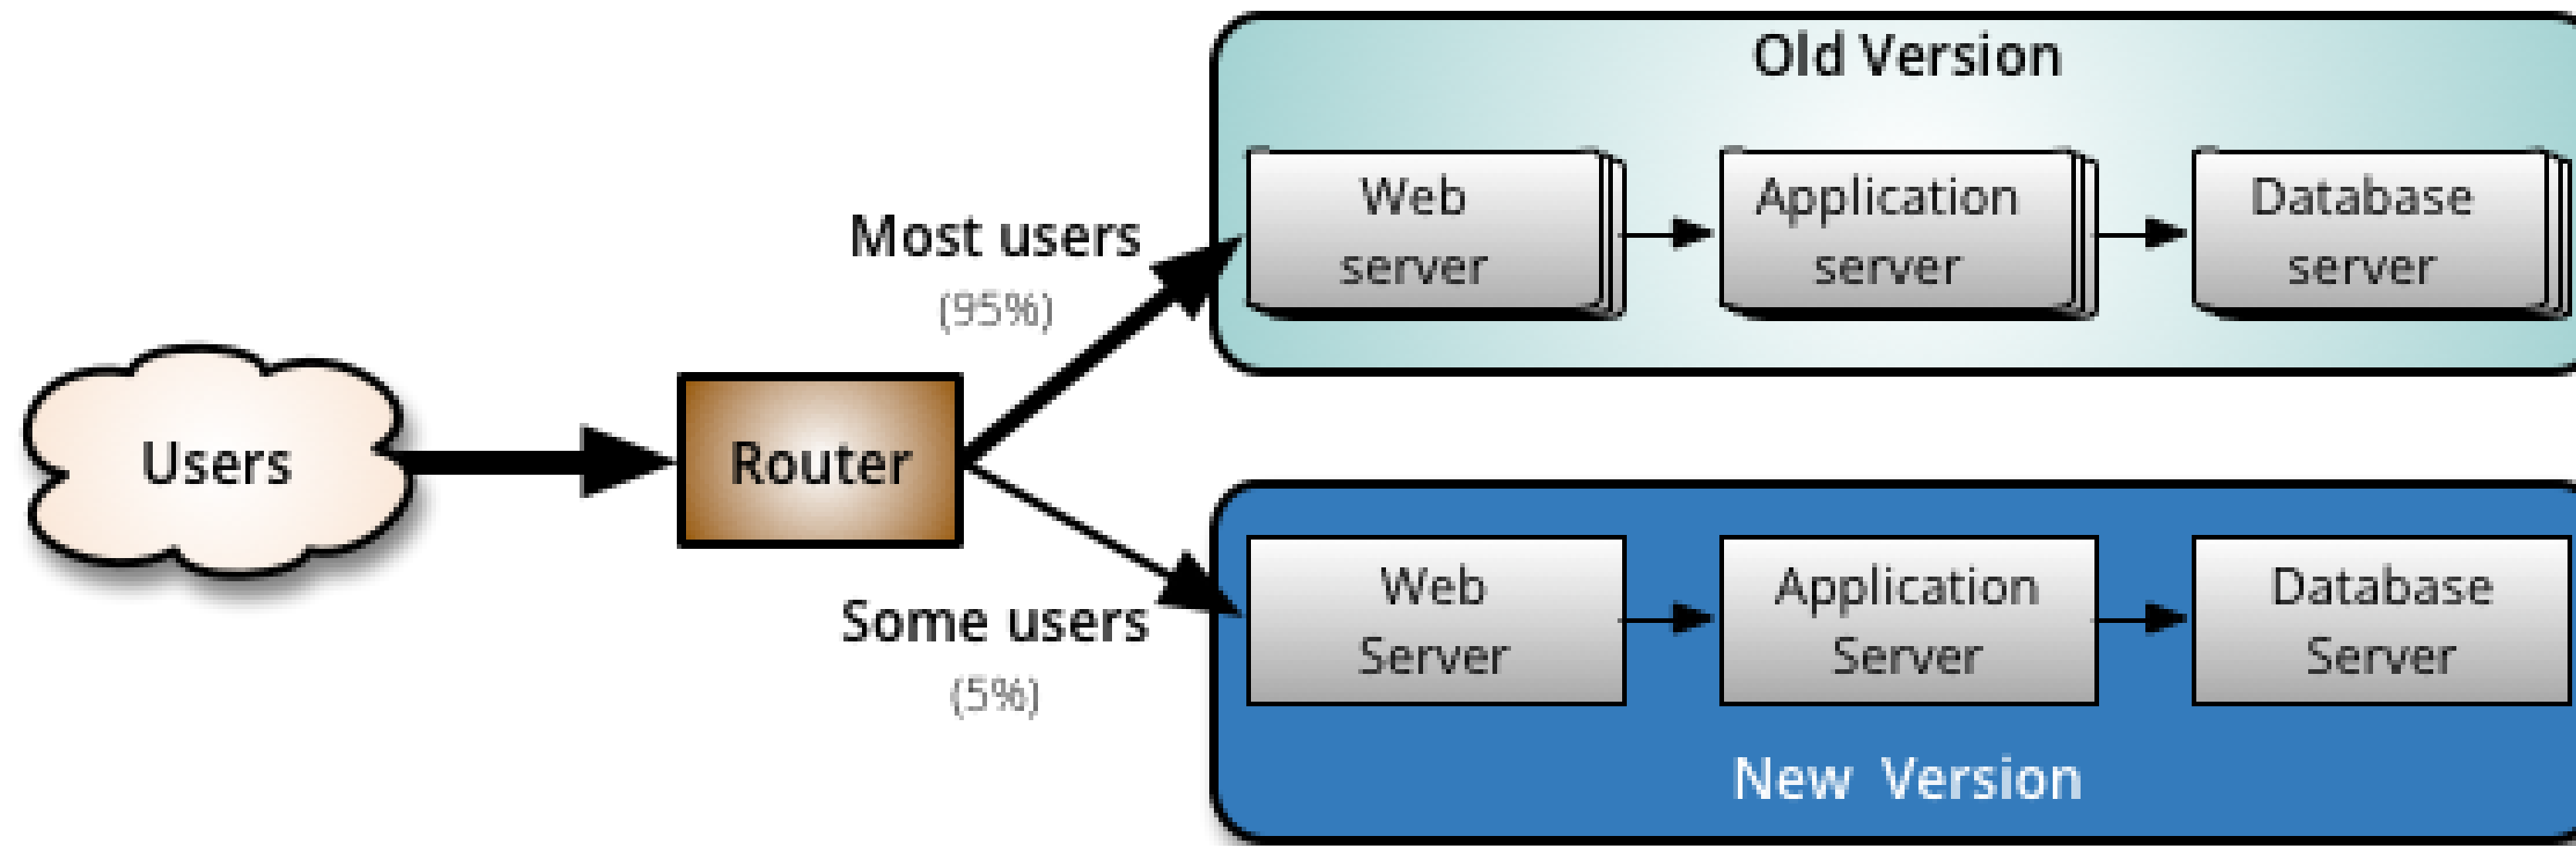 Old Version
Web
server
Application
server
Database
server
Most users
(95%)
Users
Router
Some users
(5%)
Web
Server
Application
Server
Database
Server
New Version